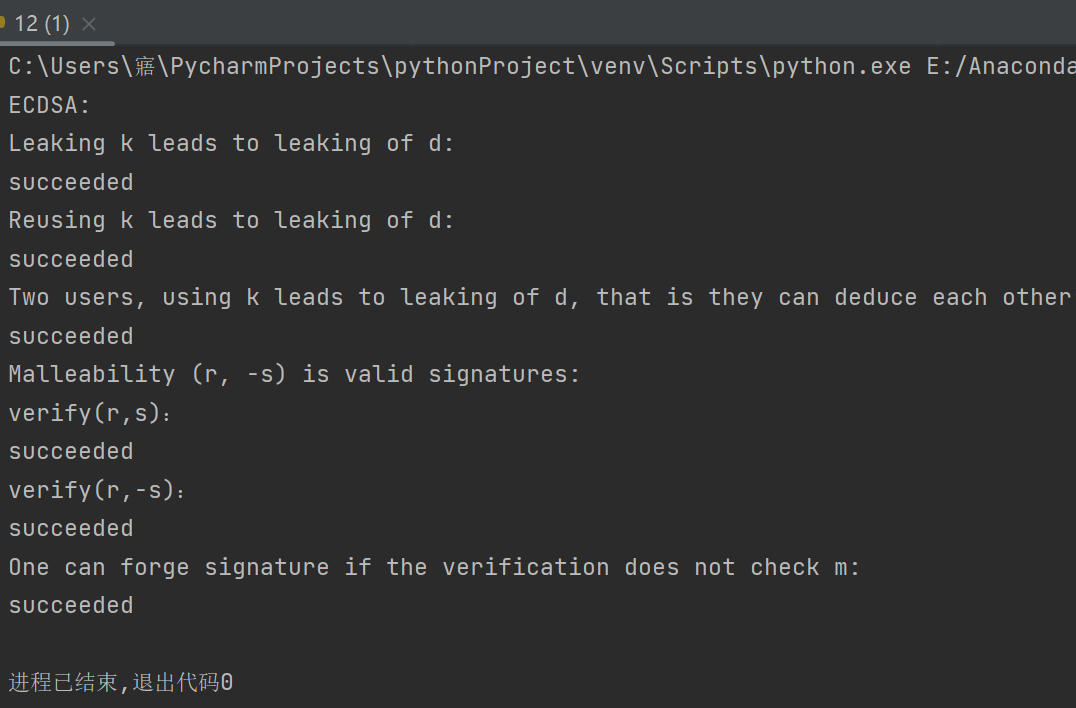 12 (1)
C:\Users\寤\PycharmProjects\pythonProject\venv\Scripts\python.exe E:/Anaconda
ECDSA:
Leaking k leads to leaking of d:
succeeded
Reusing k leads to leaking of d:
succeeded
Two users, using k leads to leaking of d, that is they can deduce each other
succeeded
Malleability (r, -s) is valid signatures:
verify(r,s)：
succeeded
verify(r,-s)：
succeeded
One can forge signature if the verification does not check m:
succeeded
进程已结束,退出代码0